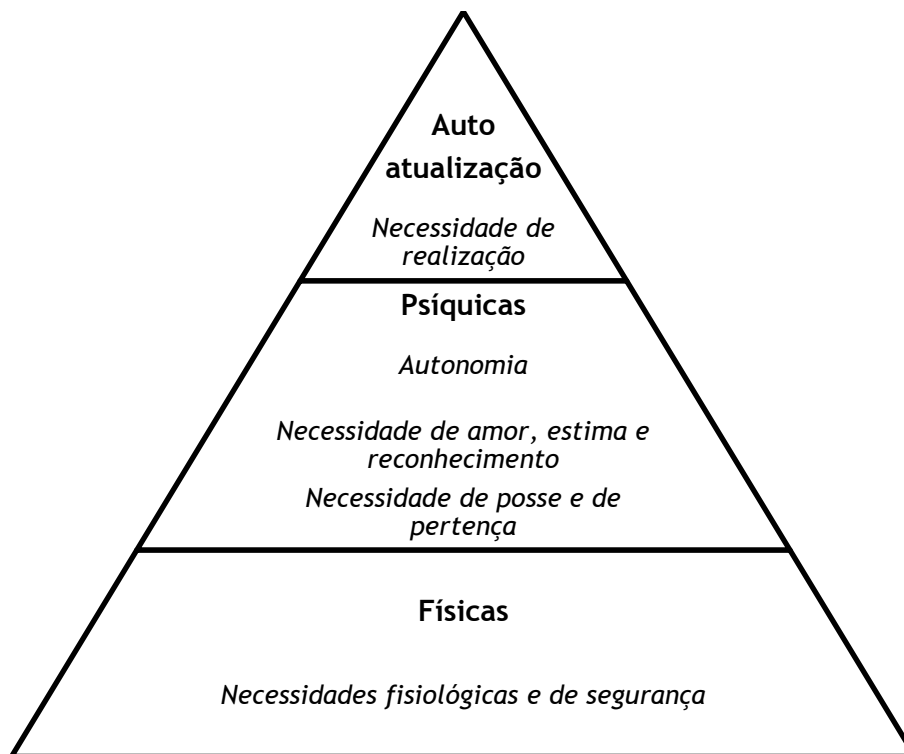 Auto
atualização
Necessidade de
realização
Psíquicas
Autonomia
Necessidade de amor, estima e
reconhecimento
Necessidade de posse e de
pertença
Físicas
Necessidades fisiológicas e de segurança